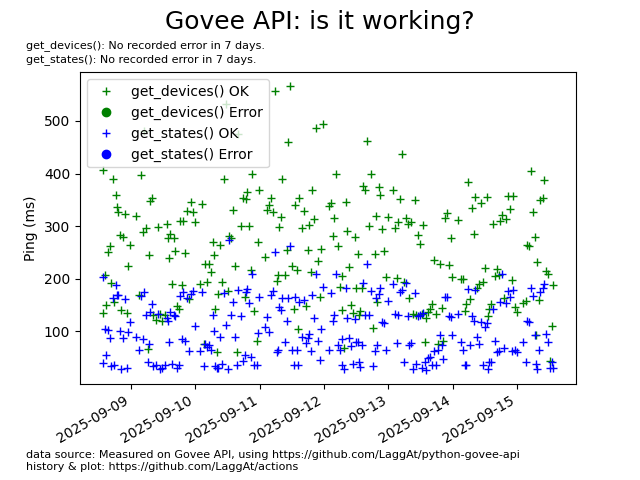 Govee API: is it working?
get_devices(): No recorded error in 7 days.
get_states(): No recorded error in 7 days.
get_devices() OK
get_devices() Error
get_states() OK
get_states() Error
Ping (ms)
500
400
300
200
100
2025-09-09
2025-09-10
2025-09-11
2025-09-12
2025-09-13
2025-09-14
2025-09-15
data source: Measured on Govee API, using https://github.com/LaggAt/python-govee-api
history & plot: https://github.com/LaggAt/actions